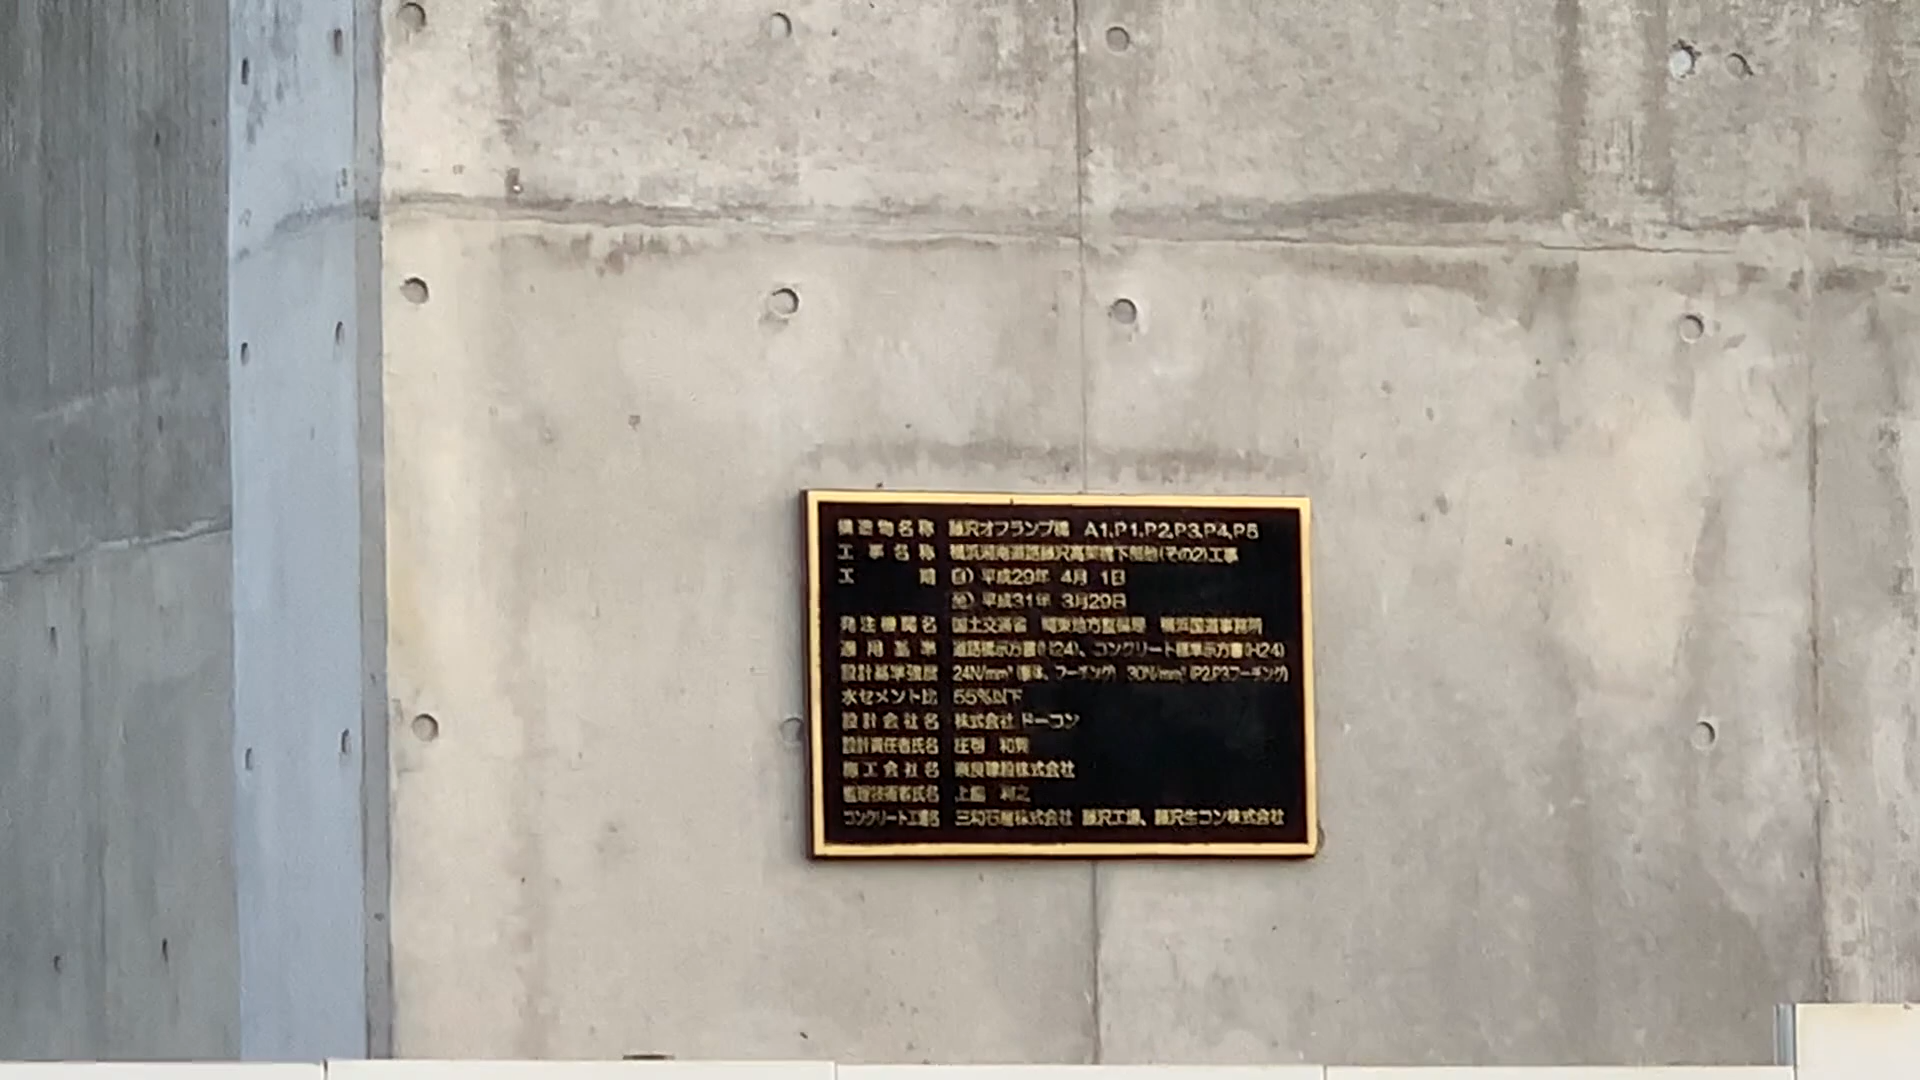 構造物名称 藤沢オフランプ橋 A1,P1,P2,P3,P4,P5
工事名称 横浜湘南道路藤沢高架橋下部他(その2)工事
工期 自)平成29年 4月 1日
至)平成31年 3月29日
発注機関名 国土交通省 関東地方整備局 横浜国道事務所
適用基準 道路橋示方書(H24)、コンクリート標準示方書(H24)
設計基準強度 24N/mm²(躯体、フーチング) 30N/mm²(P2,P3フーチング)
水セメント比 55%以下
設計会社名 株式会社 ドーコン
設計責任者氏名
施工会社名 奈良建設株式会社
監理技術者氏名 上 之
コンクリート工場名 三和石産株式会社 藤沢工場、藤沢生コン株式会社